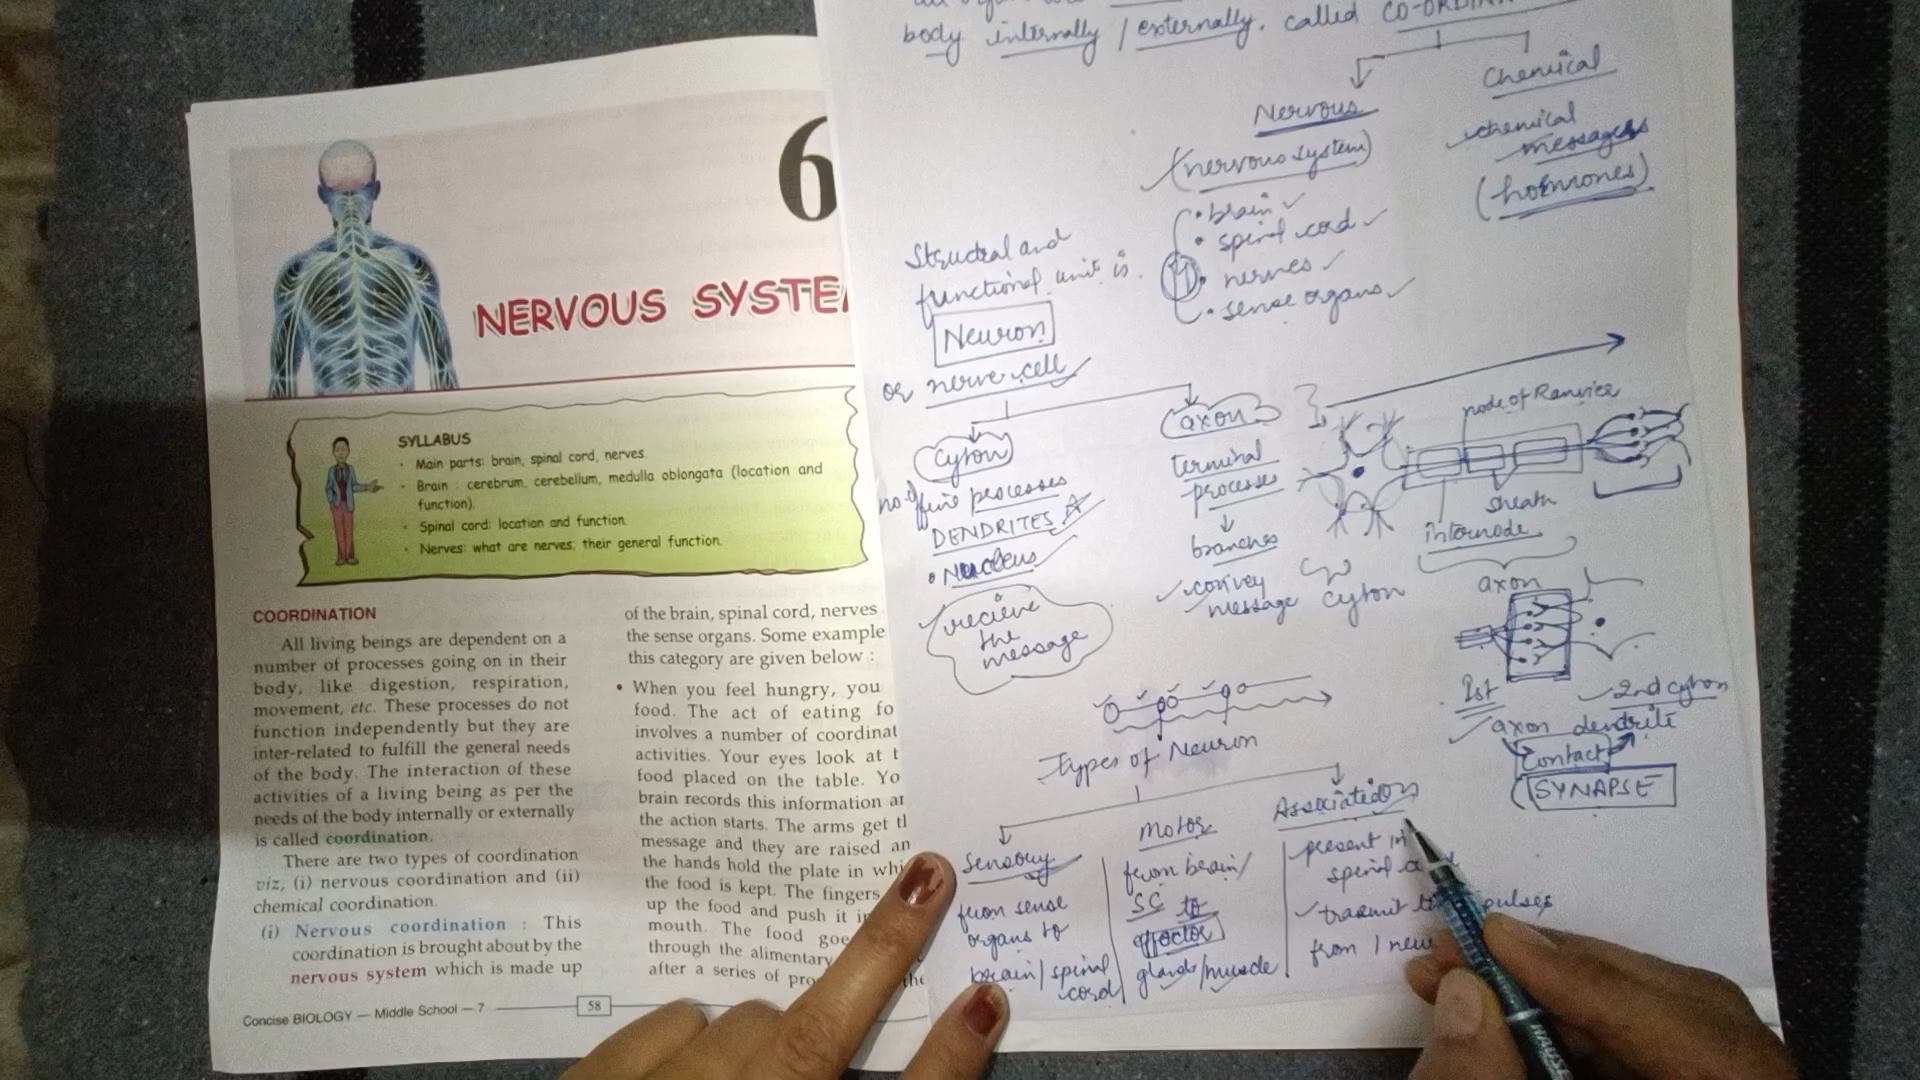 6
NERVOUS SYSTE
SYLLABUS
• Main parts: brain, spinal cord, nerves.
• Brain : cerebrum, cerebellum, medulla oblongata (location and
function).
• Spinal cord: location and function.
• Nerves: what are nerves; their general function.
COORDINATION
All living beings are dependent on a
number of processes going on in their
body, like digestion, respiration,
movement, etc. These processes do not
function independently but they are
inter-related to fulfill the general needs
of the body. The interaction of these
activities of a living being as per the
needs of the body internally or externally
is called coordination.
There are two types of coordination
viz, (i) nervous coordination and (ii)
chemical coordination.
(i) Nervous coordination : This
coordination is brought about by the
nervous system which is made up
of the brain, spinal cord, nerves
the sense organs. Some example
this category are given below :
• When you feel hungry, you
food. The act of eating fo
involves a number of coordinat
activities. Your eyes look at t
food placed on the table. Yo
brain records this information an
the action starts. The arms get tl
message and they are raised an
the hands hold the plate in whi
the food is kept. The fingers
up the food and push it i
mouth. The food goe
through the alimentary
after a series of pro
the
Concise BIOLOGY — Middle School — 7
58
body internally / externally. called CO-ORDINA
Nervous
(nervous system)
• brain
• spinal cord
• nerves
• sense organs
Chemical
chemical
messages
(hormones)
Structral and
functional unit is.
Neuron
or nerve cell
Cyton
no. of fine processes
DENDRITES
• Nucleus
recieve
the
message
axon
terminal
processes
branches
convey
message
node of Ranvier
sheath
internode
axon
cyton
1st
axon
2nd cyton
dendrite
contact
SYNAPSE
Types of Neuron
Sensory
from sense
organs to
brain / spinal
cord
Motor
from brain/
SC to
effector
glands/muscle
Association
present in
spinal
trasmit
pulses
from 1 neu